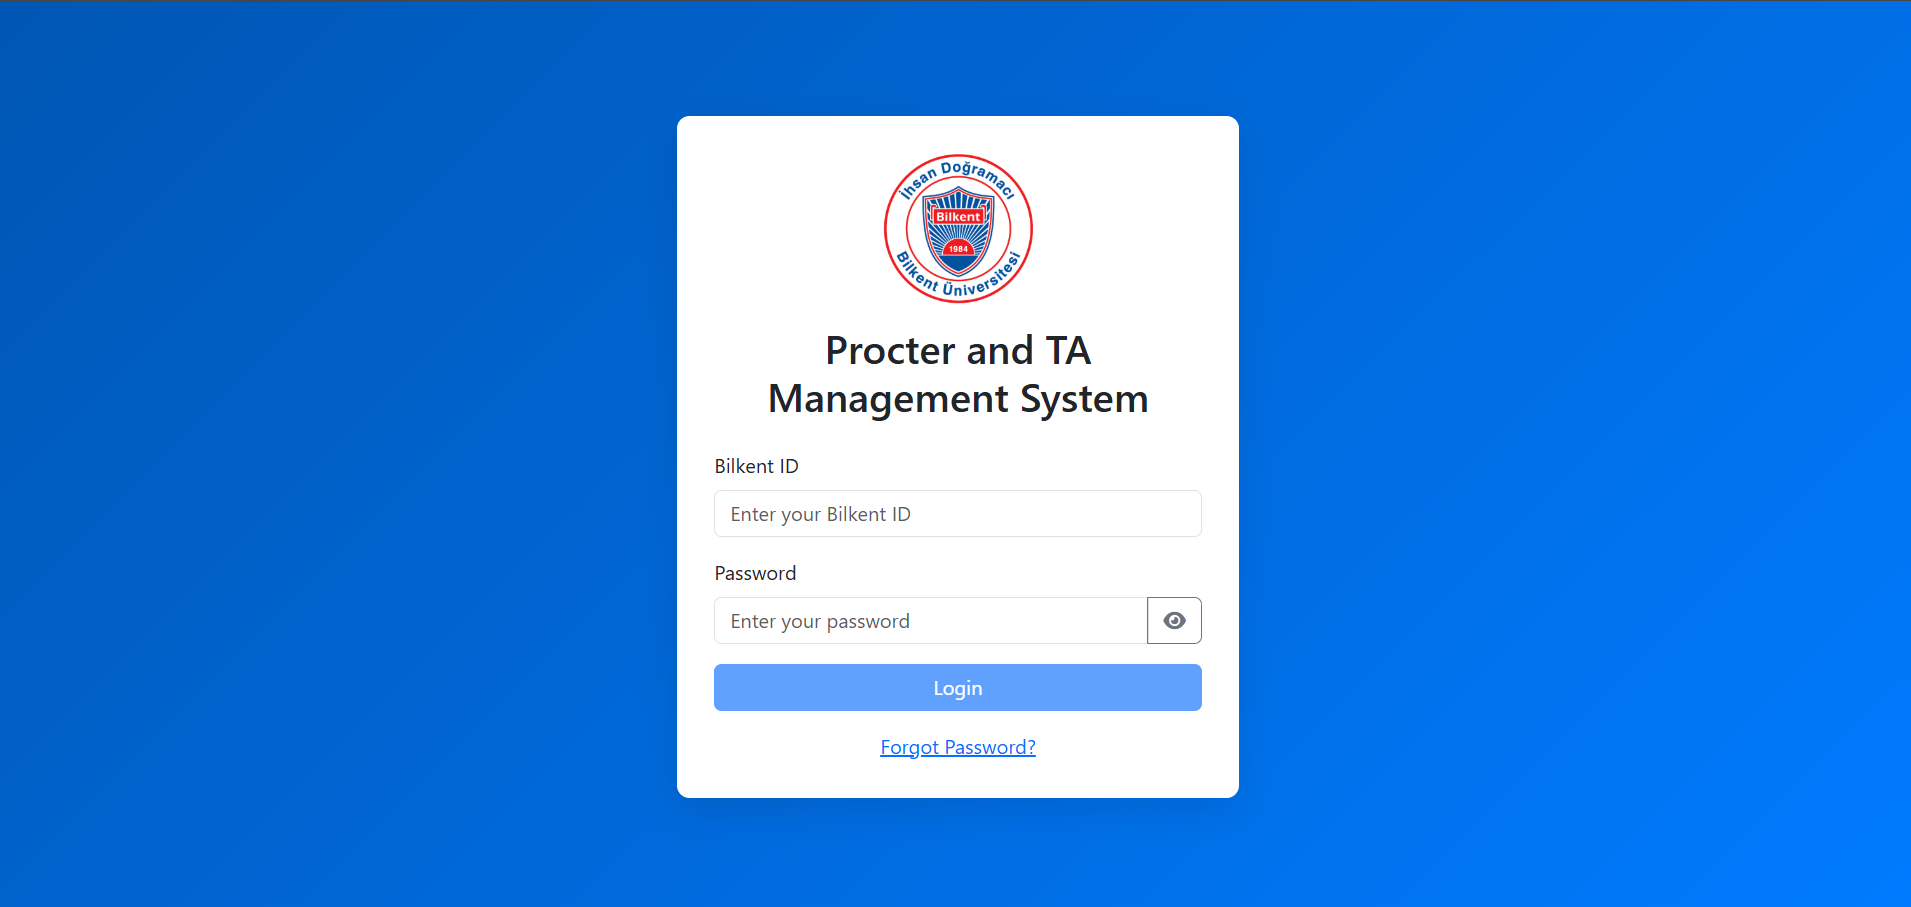 İhsan Doğramacı
Bilkent
1984
Bilkent Üniversitesi
Procter and TA
Management System
Bilkent ID
Enter your Bilkent ID
Password
Enter your password
Login
Forgot Password?